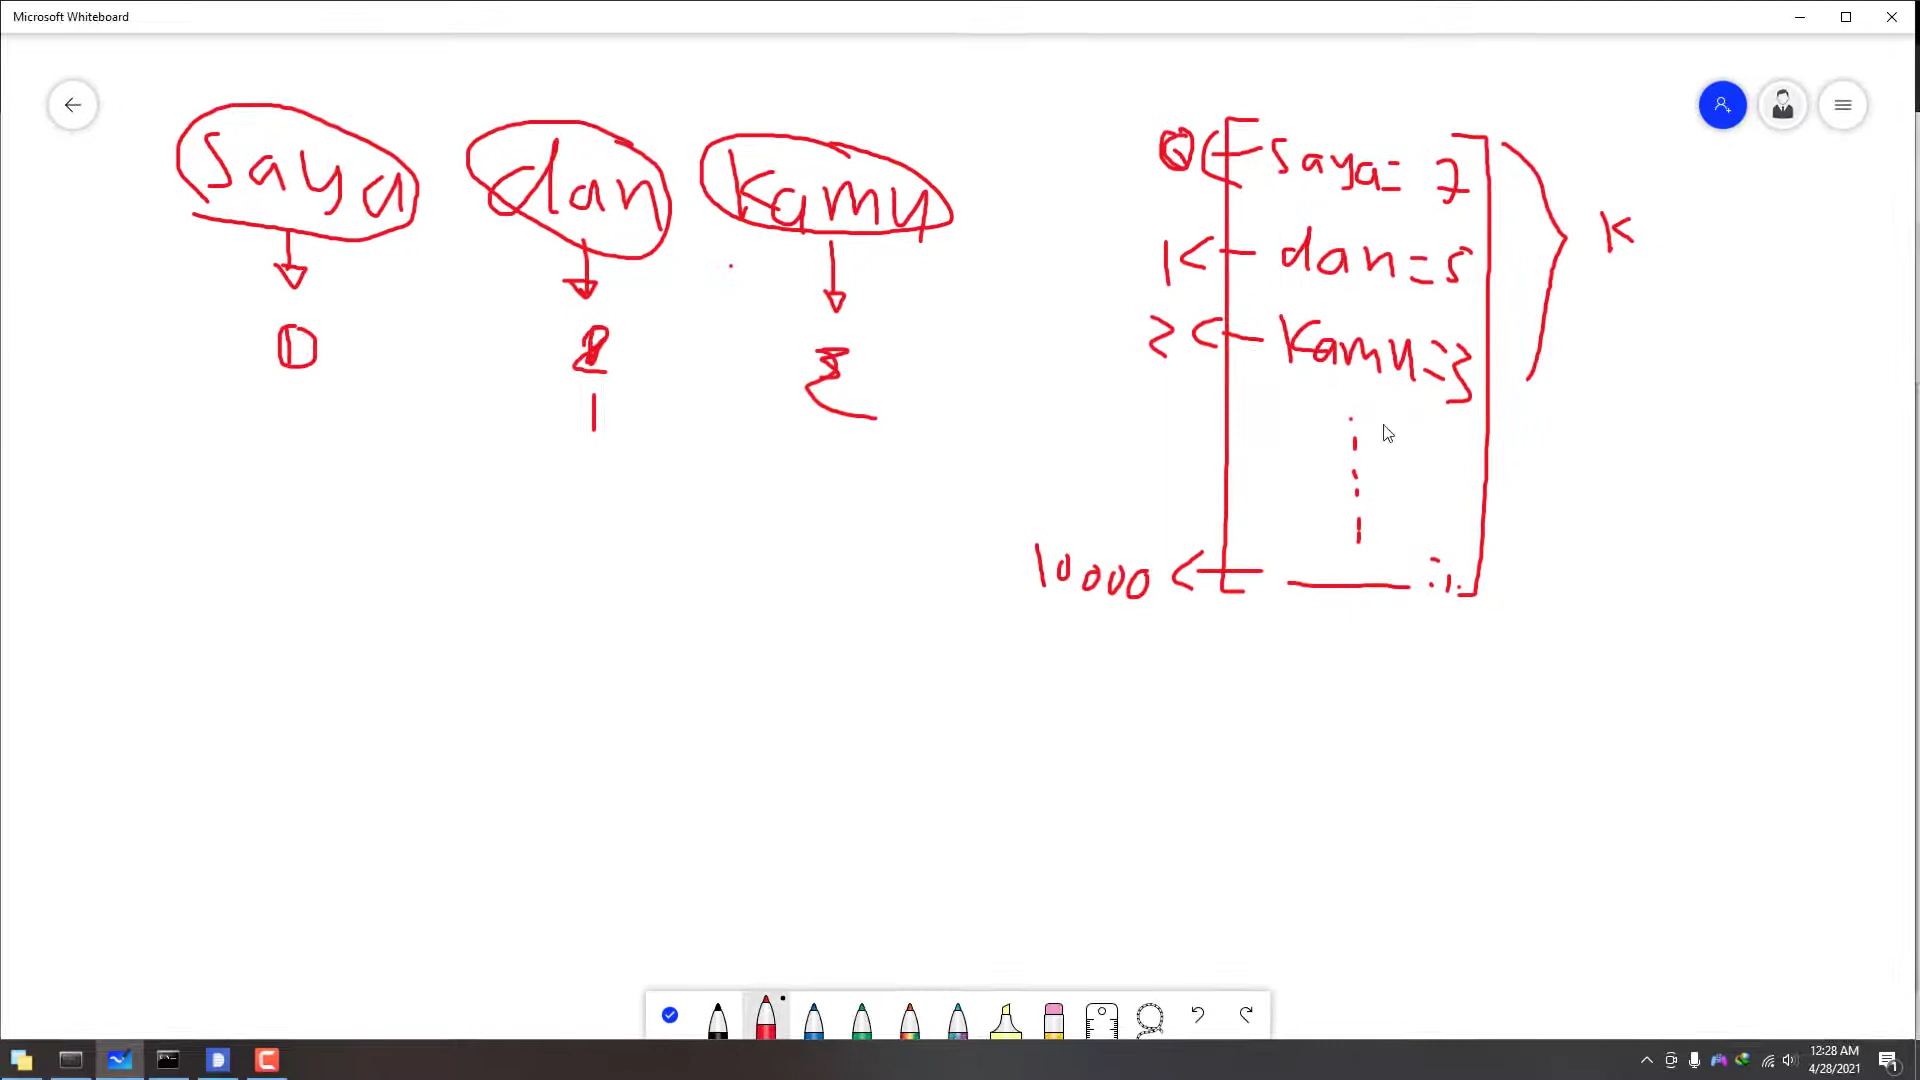 Microsoft Whiteboard
saya dan kamu
0
1
0 saya = 7
1 dan = 5
2 kamu = 3
K
10000
12:28 AM
4/28/2021